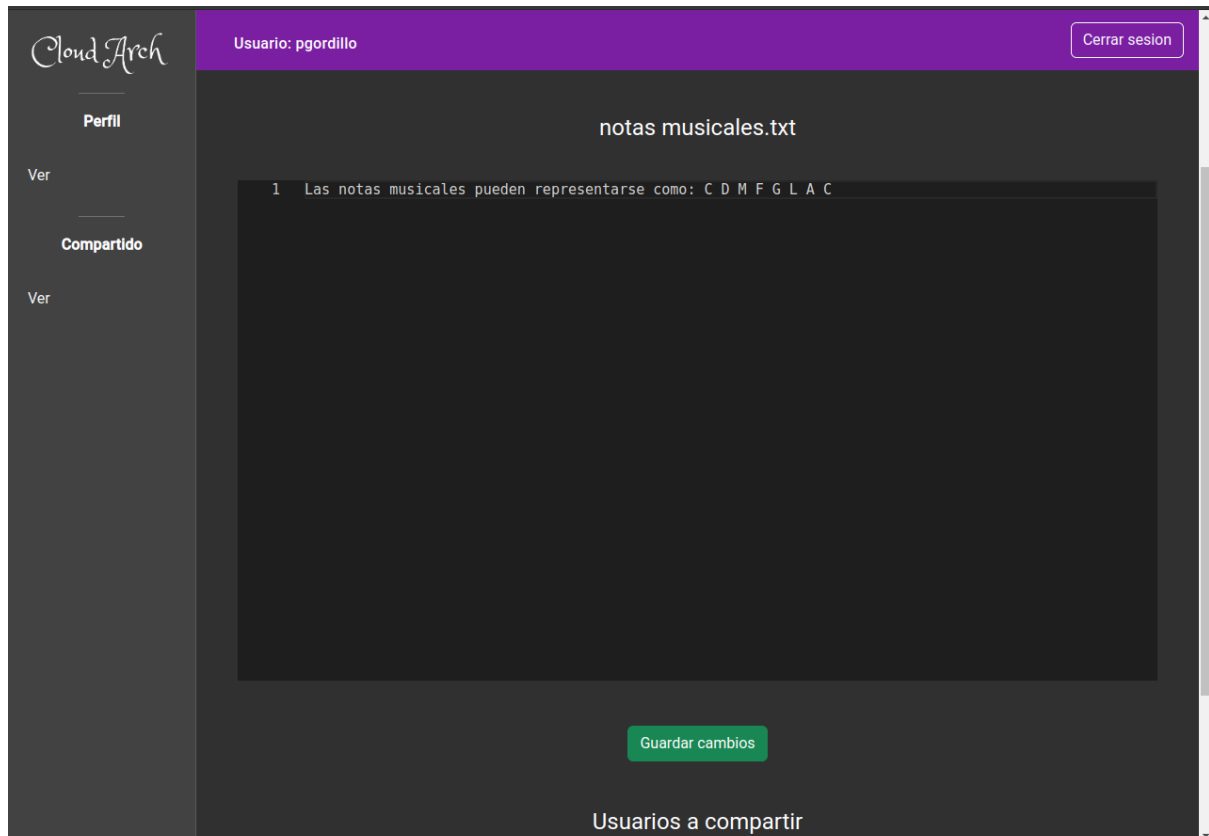 Cloud Arch
Usuario: pgordillo
Cerrar sesion
Perfil
Ver
Compartido
Ver
notas musicales.txt
1 Las notas musicales pueden representarse como: C D M F G L A C
Guardar cambios
Usuarios a compartir